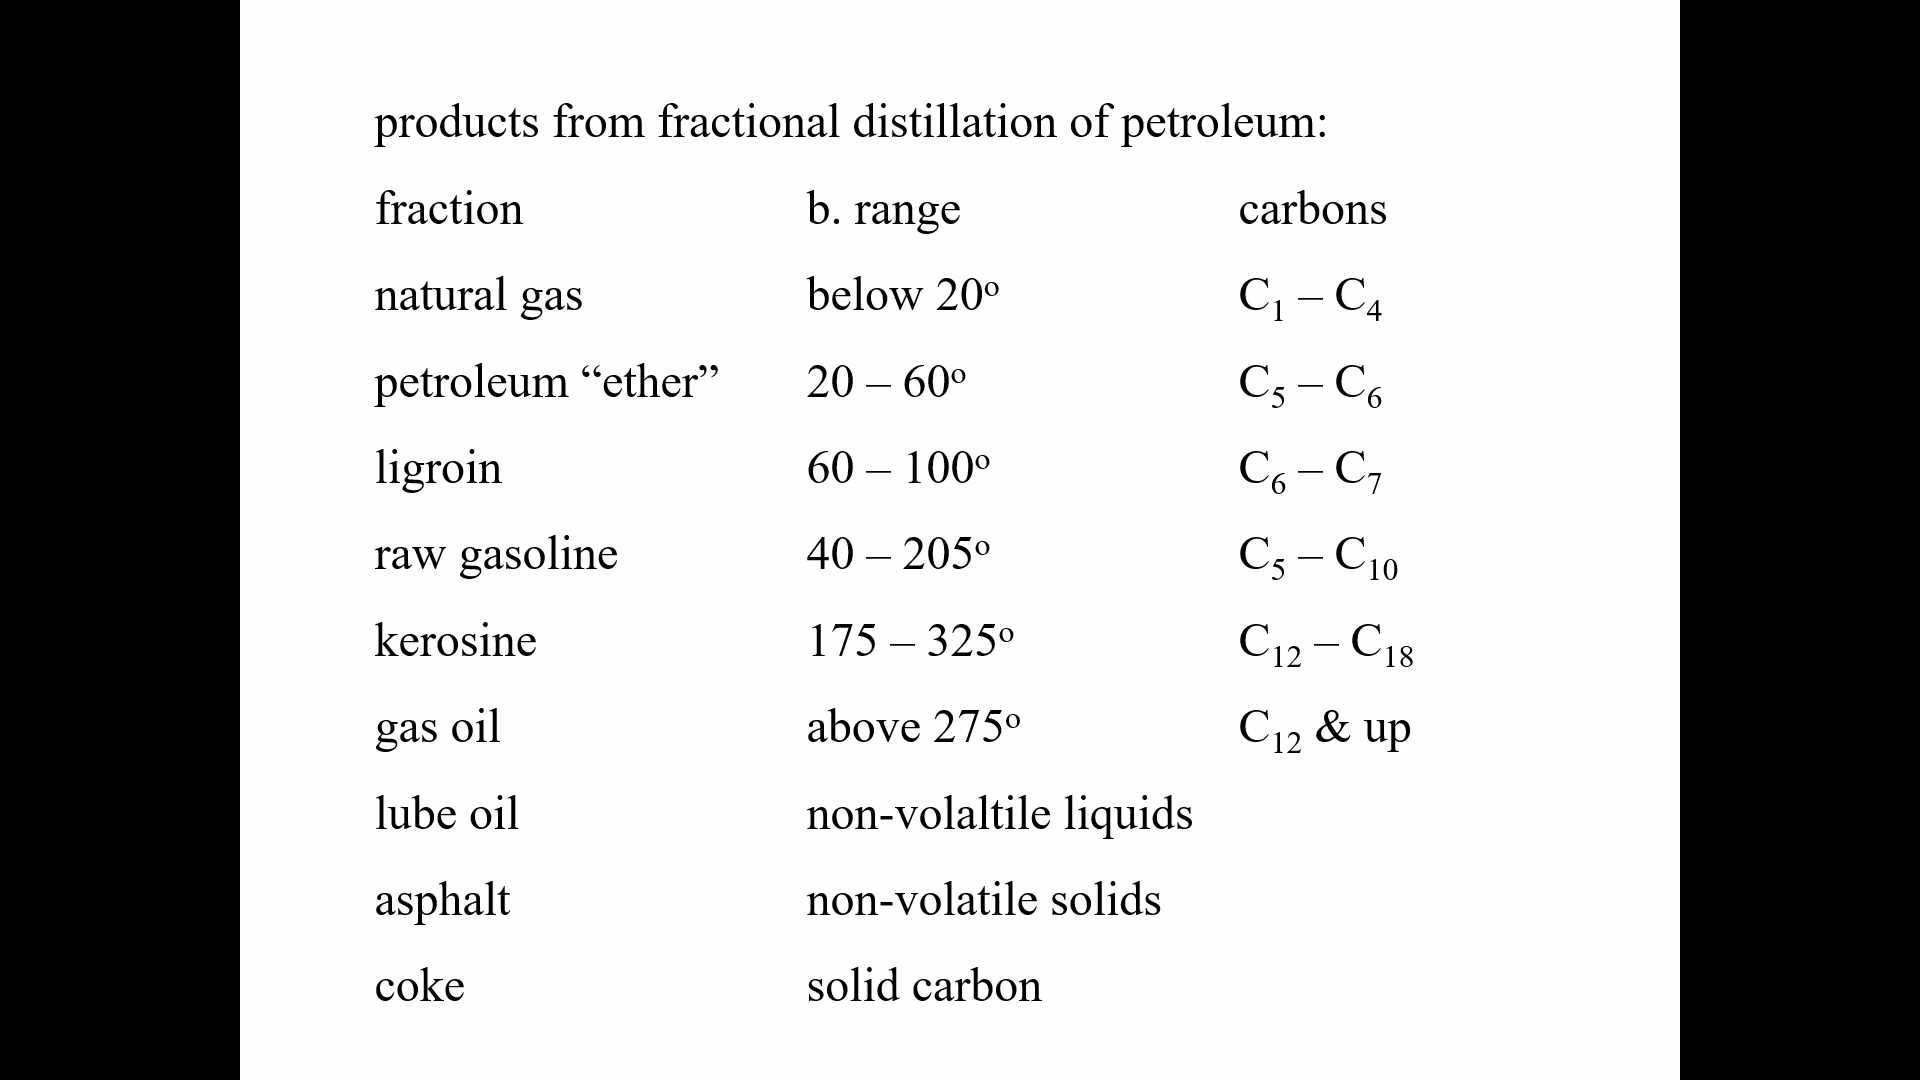 products from fractional distillation of petroleum:
fraction b. range carbons
natural gas below 20º C₁ – C₄
petroleum “ether” 20 – 60º C₅ – C₆
ligroin 60 – 100º C₆ – C₇
raw gasoline 40 – 205º C₅ – C₁₀
kerosine 175 – 325º C₁₂ – C₁₈
gas oil above 275º C₁₂ & up
lube oil non-volaltile liquids
asphalt non-volatile solids
coke solid carbon